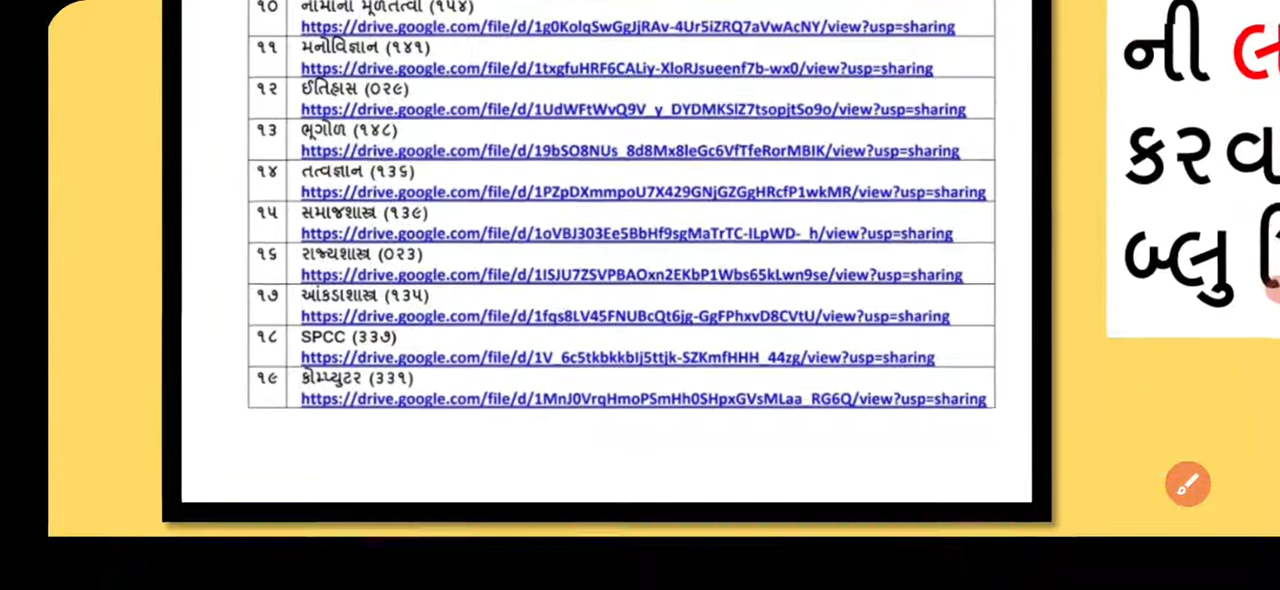 ૧૦ નામાના મૂળતત્વો (૧૫૪)
https://drive.google.com/file/d/1g0KolqSwGgJjRAv-4Ur5iZRQ7aVwAcNY/view?usp=sharing
૧૧ મનોવિજ્ઞાન (૧૪૧)
https://drive.google.com/file/d/1txgfuHRF6CALiy-XloRJsueenf7b-wx0/view?usp=sharing
૧૨ ઈતિહાસ (૦૨૯)
https://drive.google.com/file/d/1UdWFtWvQ9V_y_DYDMKSlZ7tsopjtSo9o/view?usp=sharing
૧૩ ભૂગોળ (૧૪૮)
https://drive.google.com/file/d/19bSO8NUs_8d8Mx8leGc6VfTfeRorMBIK/view?usp=sharing
૧૪ તત્વજ્ઞાન (૧૩૬)
https://drive.google.com/file/d/1PZpDXmmpoU7X429GNjGZGgHRcfP1wkMR/view?usp=sharing
૧૫ સમાજશાસ્ત્ર (૧૩૯)
https://drive.google.com/file/d/1oVBJ303Ee5BbHf9sgMaTrTC-ILpWD-_h/view?usp=sharing
૧૬ રાજ્યશાસ્ત્ર (૦૨૩)
https://drive.google.com/file/d/1ISJU7ZSVPBAOxn2EKbP1Wbs65kLwn9se/view?usp=sharing
૧૭ આંકડાશાસ્ત્ર (૧૩૫)
https://drive.google.com/file/d/1fqs8LV45FNUBcQt6jg-GgFPhxvD8CVtU/view?usp=sharing
૧૮ SPCC (૩૩૭)
https://drive.google.com/file/d/1V_6c5tkbkkbIj5ttjk-SZKmfHHH_44zg/view?usp=sharing
૧૯ કોમ્પ્યુટર (૩૩૧)
https://drive.google.com/file/d/1MnJ0VrqHmoPSmHh0SHpxGVsMLaa_RG6Q/view?usp=sharing
ની
કરવ
બ્લુ